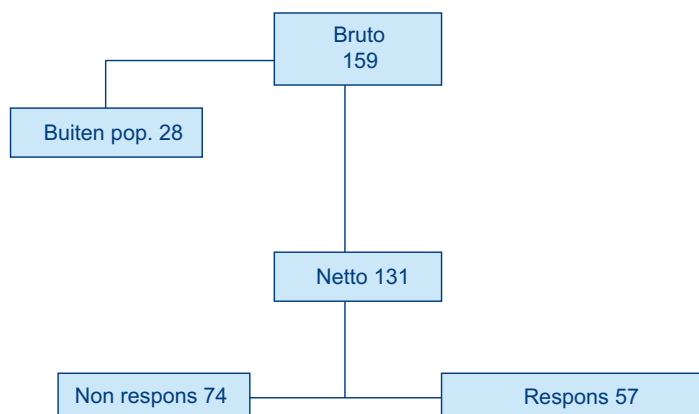 Bruto
159
Buiten pop. 28
Netto 131
Non respons 74
Respons 57